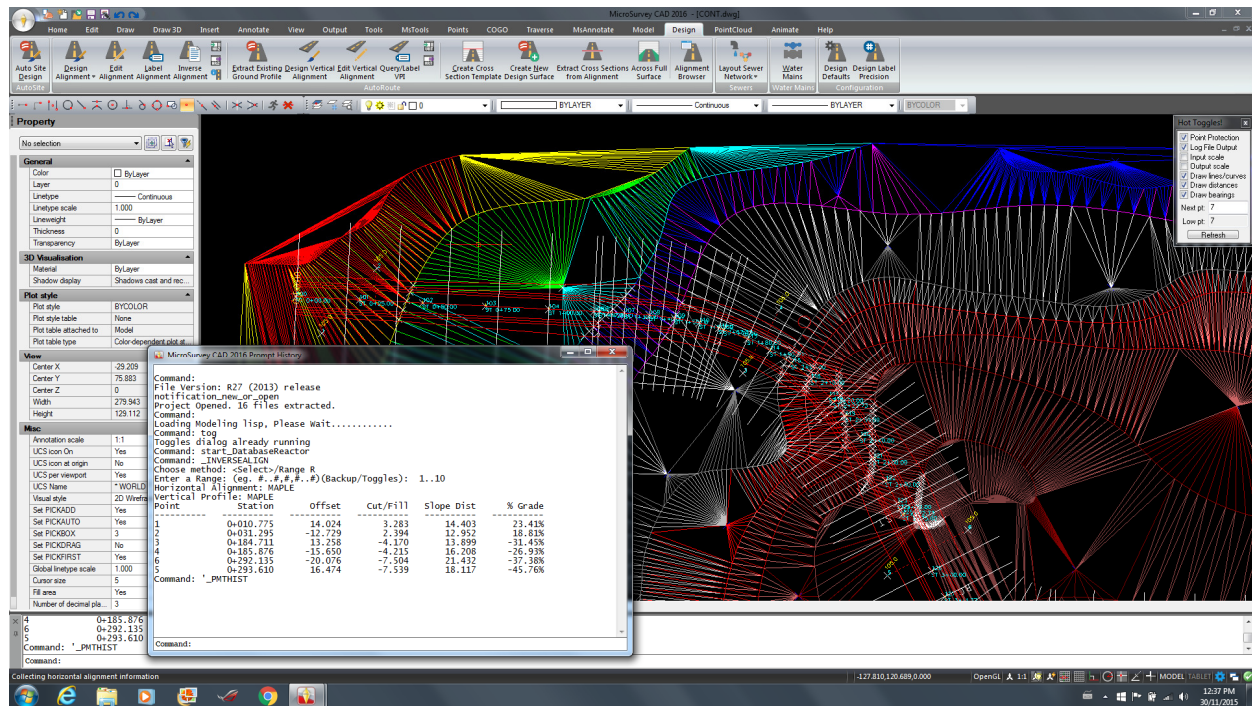 MicroSurvey CAD 2016 - [CONT.dwg]
Home Edit Draw Draw 3D Insert Annotate View Output Tools MsTools Points COGO Traverse MsAnnotate Model Design PointCloud Animate Help
Auto Site Design
Design Alignment
Edit Alignment
Label Alignment
Inverse Alignment
Extract Existing Ground Profile
Design Vertical Alignment
Edit Vertical Alignment
Query/Label VPI
Create Cross Section Template
Create New Design Surface
Extract Cross Sections from Alignment
Across Full Surface
Alignment Browser
Layout Sewer Network
Water Mains
Design Defaults
Design Label Precision
AutoSite AutoRoute Sewers Water Mains Configuration
0 BYLAYER Continuous BYLAYER BYCOLOR
Property
No selection
General
Color ByLayer
Layer 0
Linetype Continuous
Linetype scale 1.000
Lineweight ByLayer
Thickness 0
Transparency ByLayer
3D Visualisation
Material ByLayer
Shadow display Shadows cast and rec...
Plot style
Plot style BYCOLOR
Plot style table None
Plot table attached to Model
Plot table type Color-dependent plot st...
View
Center X -29.209
Center Y 75.883
Center Z 0
Width 279.943
Height 129.112
Misc
Annotation scale 1:1
UCS icon On Yes
UCS icon at origin No
UCS per viewport Yes
UCS Name * WORLD
Visual style 2D Wirefra
Set PICKADD Yes
Set PICKAUTO Yes
Set PICKBOX 3
Set PICKDRAG No
Set PICKFIRST Yes
Global linetype scale 1.000
Cursor size 5
Fill area Yes
Number of decimal pla... 3
Hot Toggles! x
Point Protection
Log File Output
Input scale
Output scale
Draw lines/curves
Draw distances
Draw bearings
Next pt: 7
Low pt: 7
Refresh
MicroSurvey CAD 2016 Prompt History
Command:
File Version: R27 (2013) release
notification_new_or_open
Project Opened. 16 files extracted.
Command:
Loading Modeling lisp, Please Wait............
Command: tog
Toggles dialog already running
Command: start_DatabaseReactor
Command: _INVERSEALIGN
Choose method: <Select>/Range R
Enter a Range: (eg. #..#,#,#..#)(Backup/Toggles): 1..10
Horizontal Alignment: MAPLE
Vertical Profile: MAPLE
Point Station Offset Cut/Fill Slope Dist % Grade
---------- ---------- ---------- ---------- ---------- ----------
1 0+010.775 14.024 3.283 14.403 23.41%
2 0+031.295 -12.729 2.394 12.952 18.81%
3 0+184.711 13.258 -4.170 13.899 -31.45%
4 0+185.876 -15.650 -4.215 16.208 -26.93%
6 0+292.135 -20.076 -7.504 21.432 -37.38%
5 0+293.610 16.474 -7.539 18.117 -45.76%
Command: '_PMTHIST
Command:
4 0+185.876
6 0+292.135
5 0+293.610
Command: '_PMTHIST
Command:
Collecting horizontal alignment information
-127.810,120.689,0.000 OpenGL 1:1 MODEL TABLET
12:37 PM
30/11/2015